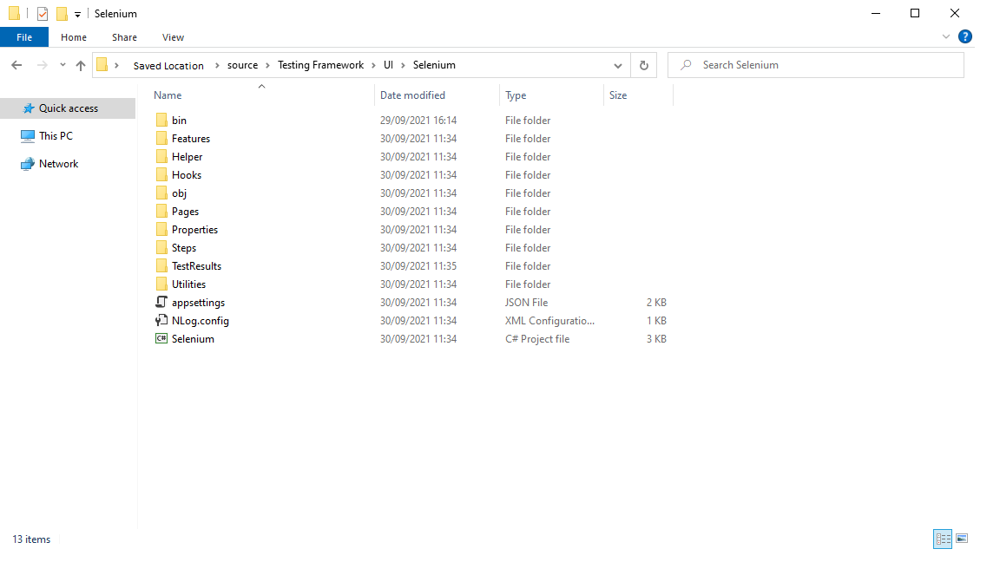 Selenium
File Home Share View ?
Saved Location source Testing Framework UI Selenium Search Selenium
Name Date modified Type Size
Quick access
This PC
Network
bin 29/09/2021 16:14 File folder
Features 30/09/2021 11:34 File folder
Helper 30/09/2021 11:34 File folder
Hooks 30/09/2021 11:34 File folder
obj 30/09/2021 11:34 File folder
Pages 30/09/2021 11:34 File folder
Properties 30/09/2021 11:34 File folder
Steps 30/09/2021 11:34 File folder
TestResults 30/09/2021 11:35 File folder
Utilities 30/09/2021 11:34 File folder
appsettings 30/09/2021 11:34 JSON File 2 KB
NLog.config 30/09/2021 11:34 XML Configuratio... 1 KB
C# Selenium 30/09/2021 11:34 C# Project file 3 KB
13 items